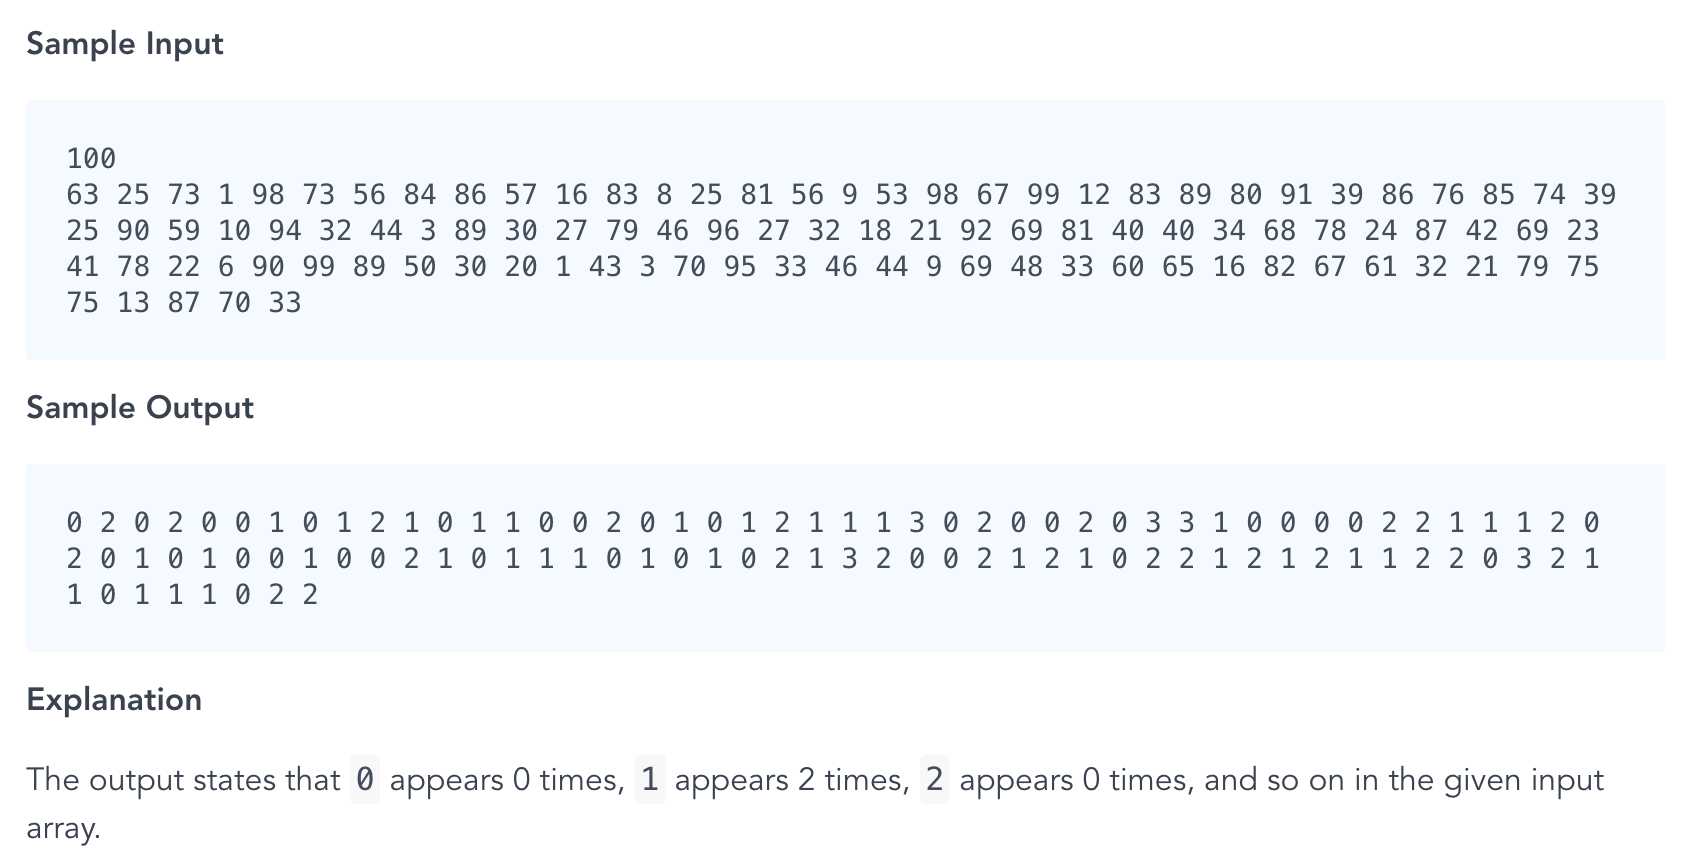 Sample Input
100
63 25 73 1 98 73 56 84 86 57 16 83 8 25 81 56 9 53 98 67 99 12 83 89 80 91 39 86 76 85 74 39
25 90 59 10 94 32 44 3 89 30 27 79 46 96 27 32 18 21 92 69 81 40 40 34 68 78 24 87 42 69 23
41 78 22 6 90 99 89 50 30 20 1 43 3 70 95 33 46 44 9 69 48 33 60 65 16 82 67 61 32 21 79 75
75 13 87 70 33
Sample Output
0 2 0 2 0 0 1 0 1 2 1 0 1 1 0 0 2 0 1 0 1 2 1 1 1 3 0 2 0 0 2 0 3 3 1 0 0 0 0 2 2 1 1 1 2 0
2 0 1 0 1 0 0 1 0 0 2 1 0 1 1 1 0 1 0 1 0 2 1 3 2 0 0 2 1 2 1 0 2 2 1 2 1 2 1 1 2 2 0 3 2 1
1 0 1 1 1 0 2 2
Explanation
The output states that 0 appears 0 times, 1 appears 2 times, 2 appears 0 times, and so on in the given input
array.